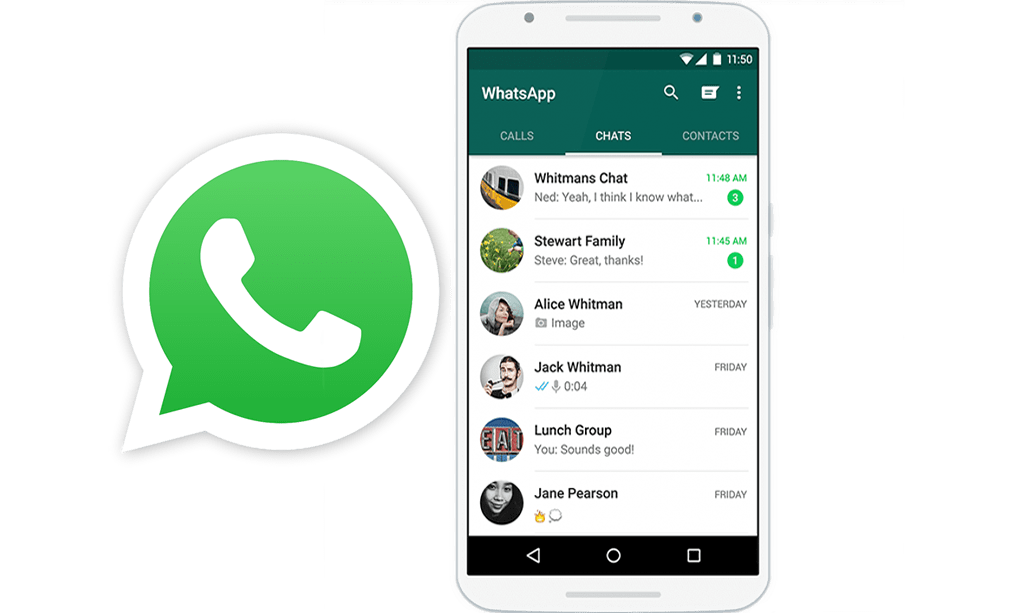 11:50
WhatsApp
CALLS CHATS CONTACTS
Whitmans Chat 11:48 AM
Ned: Yeah, I think I know what... 3
Stewart Family 11:45 AM
Steve: Great, thanks! 1
Alice Whitman YESTERDAY
Image
Jack Whitman FRIDAY
0:04
EAT
Lunch Group FRIDAY
You: Sounds good!
Jane Pearson FRIDAY